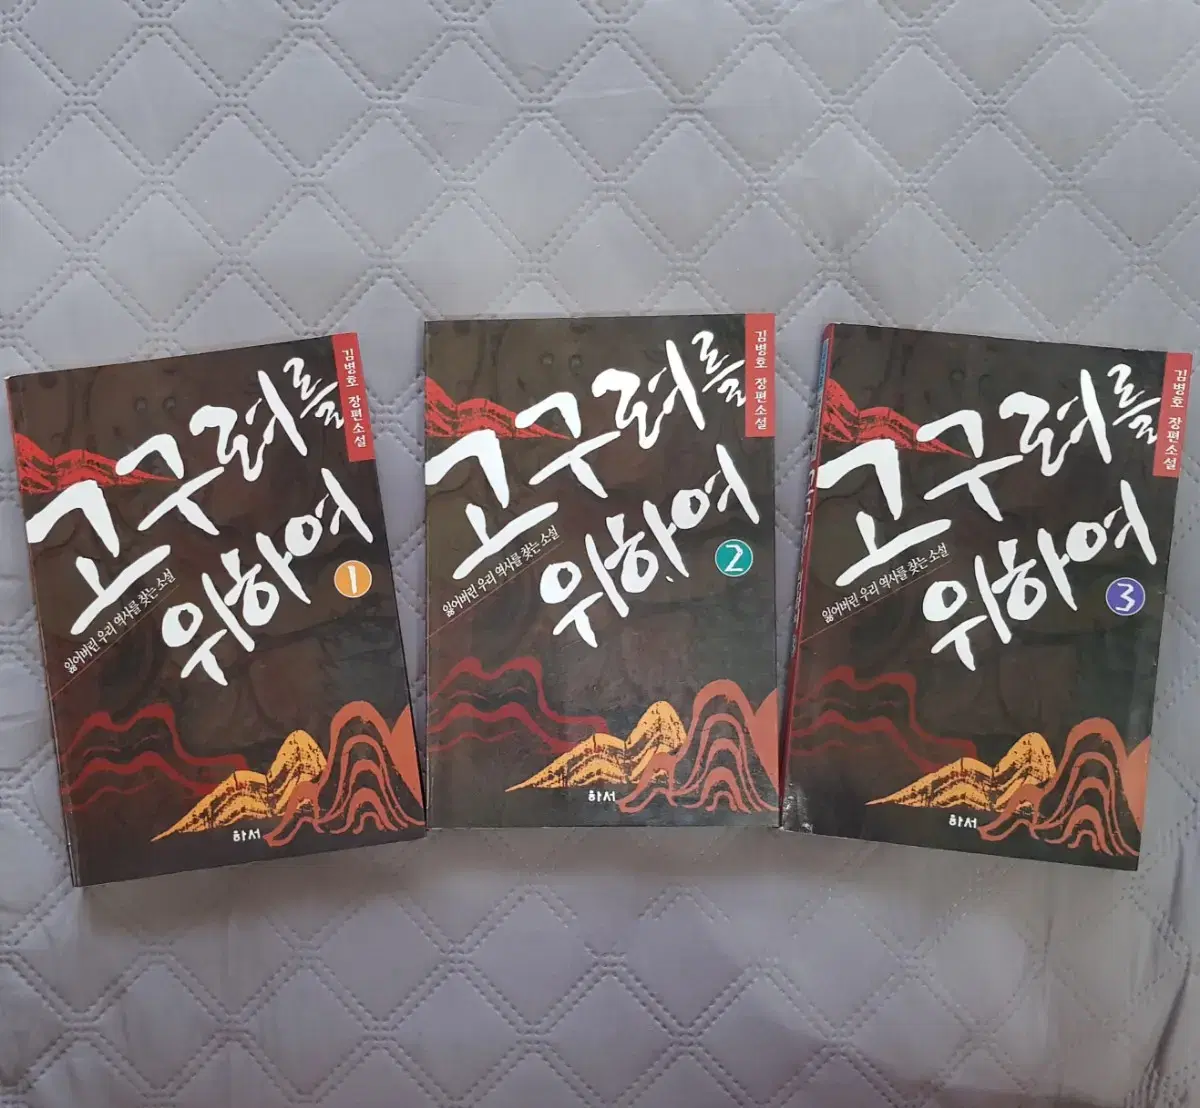 김병호 장편소설
고구려를
위하여
잃어버린 우리 역사를 찾는 소설
1
하서
김병호 장편소설
고구려를
위하여
잃어버린 우리 역사를 찾는 소설
2
하서
김병호 장편소설
고구려를
위하여
잃어버린 우리 역사를 찾는 소설
3
하서